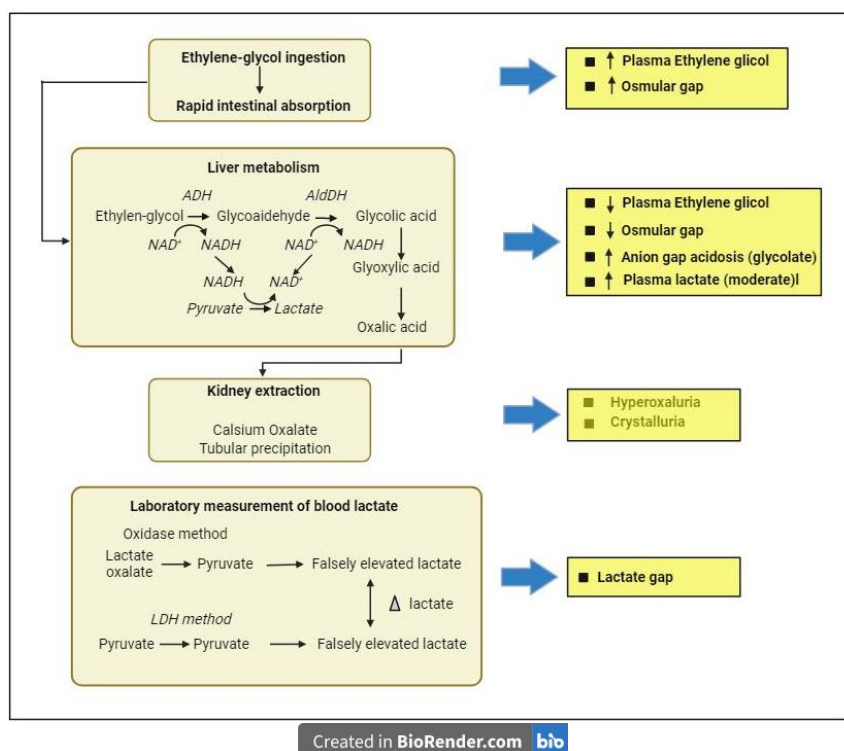 Ethylene-glycol ingestion
Rapid intestinal absorption
↑ Plasma Ethylene glicol
↑ Osmular gap
Liver metabolism
ADH AldDH
Ethylen-glycol Glycoaidehyde Glycolic acid
NAD⁺ NADH NAD⁺ NADH
Glyoxylic acid
NADH NAD⁺
Pyruvate Lactate
Oxalic acid
↓ Plasma Ethylene glicol
↓ Osmular gap
↑ Anion gap acidosis (glycolate)
↑ Plasma lactate (moderate)l
Kidney extraction
Calsium Oxalate
Tubular precipitation
Hyperoxaluria
Crystalluria
Laboratory measurement of blood lactate
Oxidase method
Lactate
oxalate Pyruvate Falsely elevated lactate
Δ lactate
LDH method
Pyruvate Pyruvate Falsely elevated lactate
Lactate gap
Created in BioRender.com bio